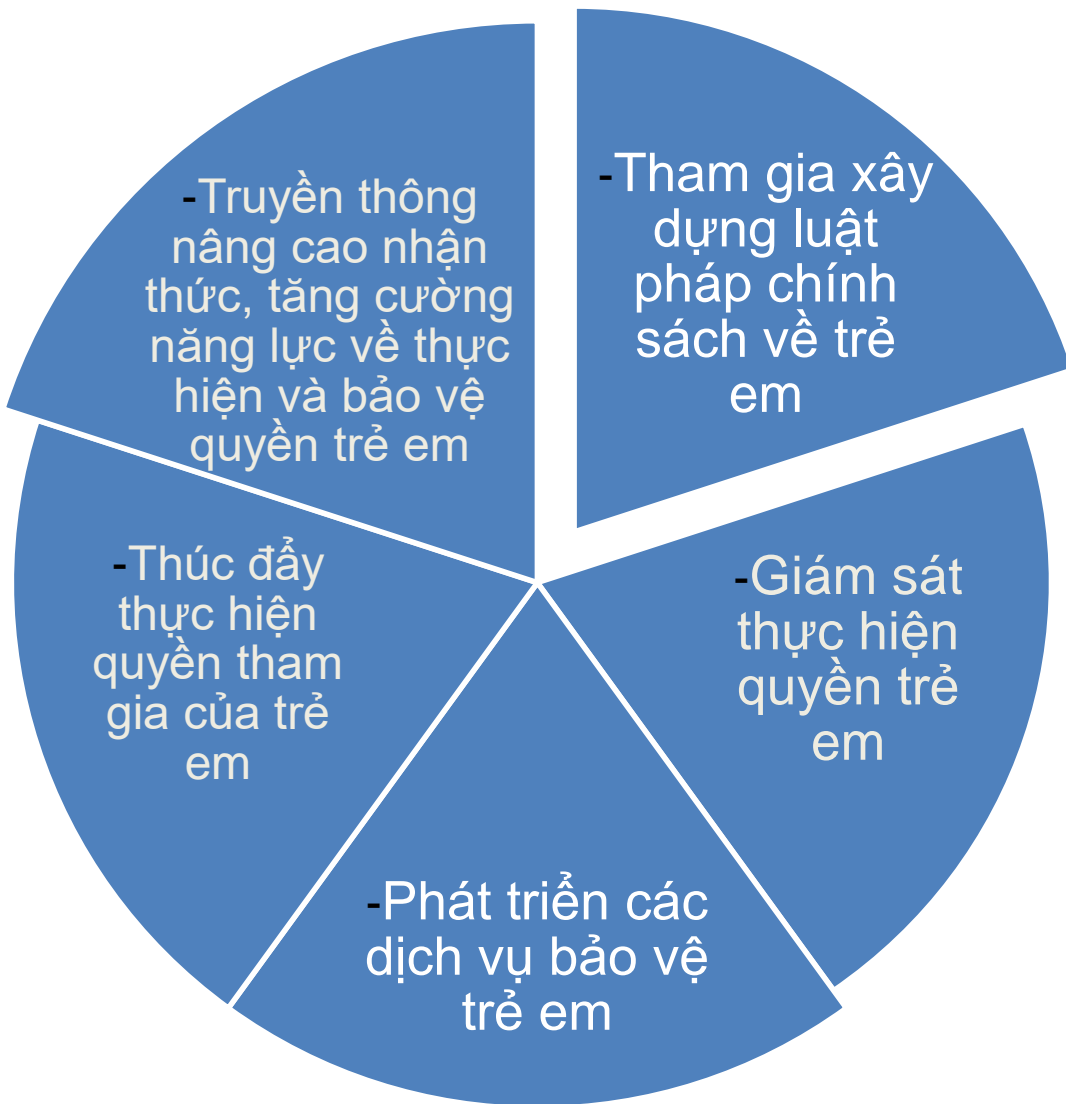 -Tham gia xây
dựng luật
pháp chính
sách về trẻ
em
-Giám sát
thực hiện
quyền trẻ
em
-Phát triển các
dịch vụ bảo vệ
trẻ em
-Thúc đẩy
thực hiện
quyền tham
gia của trẻ
em
-Truyền thông
nâng cao nhận
thức, tăng cường
năng lực về thực
hiện và bảo vệ
quyền trẻ em